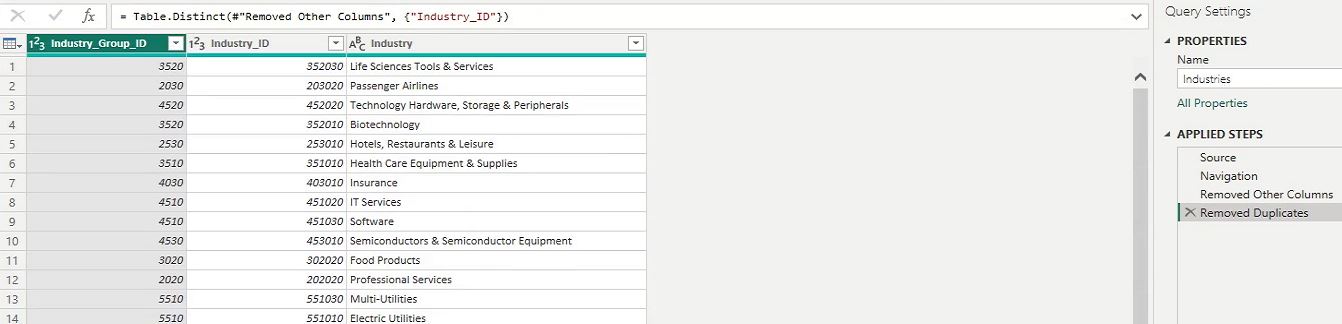 fx = Table.Distinct(#"Removed Other Columns", {"Industry_ID"})
Query Settings
PROPERTIES
Name
Industries
All Properties
APPLIED STEPS
Source
Navigation
Removed Other Columns
Removed Duplicates
123 Industry_Group_ID 123 Industry_ID ABC Industry
1 3520 352030 Life Sciences Tools & Services
2 2030 203020 Passenger Airlines
3 4520 452020 Technology Hardware, Storage & Peripherals
4 3520 352010 Biotechnology
5 2530 253010 Hotels, Restaurants & Leisure
6 3510 351010 Health Care Equipment & Supplies
7 4030 403010 Insurance
8 4510 451020 IT Services
9 4510 451030 Software
10 4530 453010 Semiconductors & Semiconductor Equipment
11 3020 302020 Food Products
12 2020 202020 Professional Services
13 5510 551030 Multi-Utilities
14 5510 551010 Electric Utilities